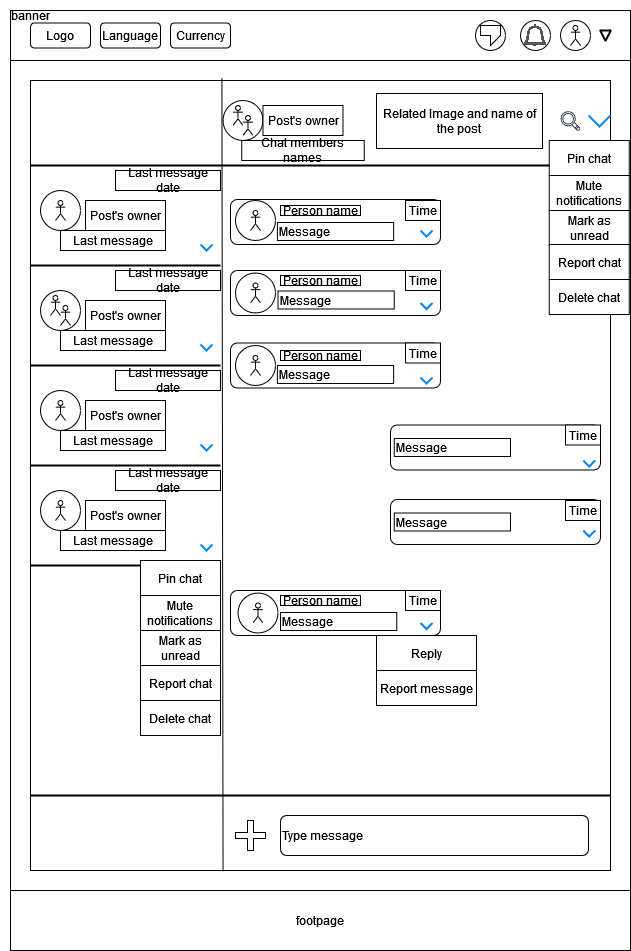 banner
Logo
Language
Currency
Post's owner
Chat members
names
Related Image and name of
the post
Pin chat
Mute
notifications
Mark as
unread
Report chat
Delete chat
Last message
date
Post's owner
Last message
Last message
date
Post's owner
Last message
Last message
date
Post's owner
Last message
Last message
date
Post's owner
Last message
Pin chat
Mute
notifications
Mark as
unread
Report chat
Delete chat
Person name
Time
Message
Person name
Time
Message
Person name
Time
Message
Time
Message
Time
Message
Person name
Time
Message
Reply
Report message
Type message
footpage